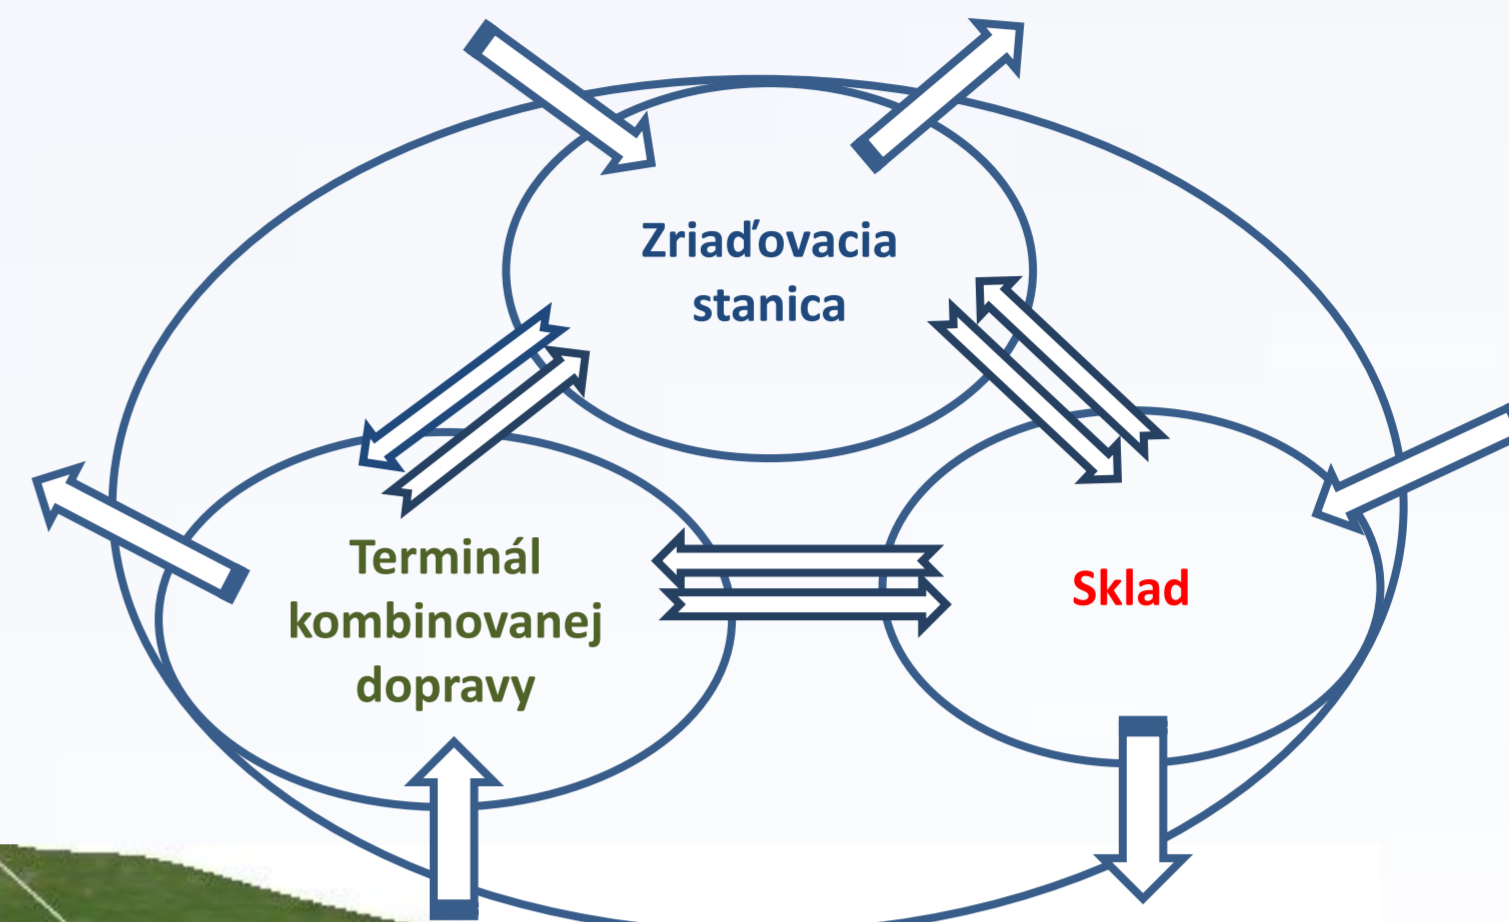 Zriaďovacia
stanica
Terminál
kombinovanej
dopravy
Sklad